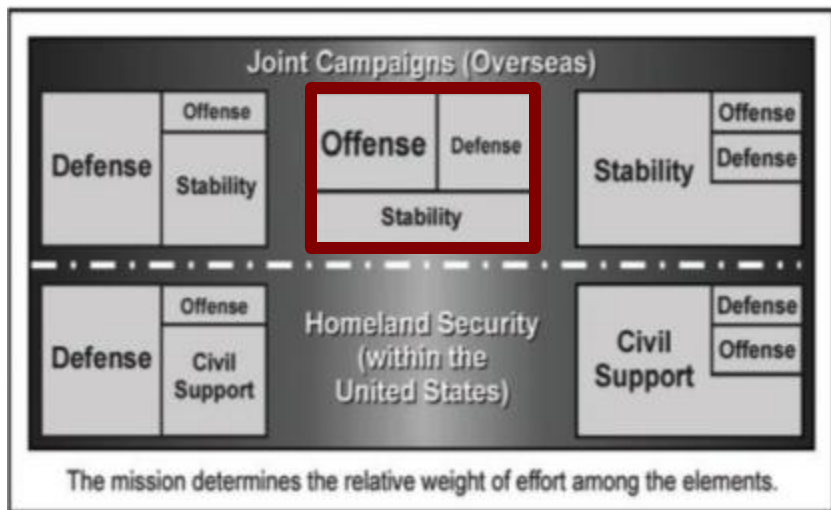 Joint Campaigns (Overseas)
Defense
Offense
Stability
Offense
Defense
Stability
Stability
Offense
Defense
Defense
Offense
Civil
Support
Homeland Security
(within the
United States)
Civil
Support
Defense
Offense
The mission determines the relative weight of effort among the elements.